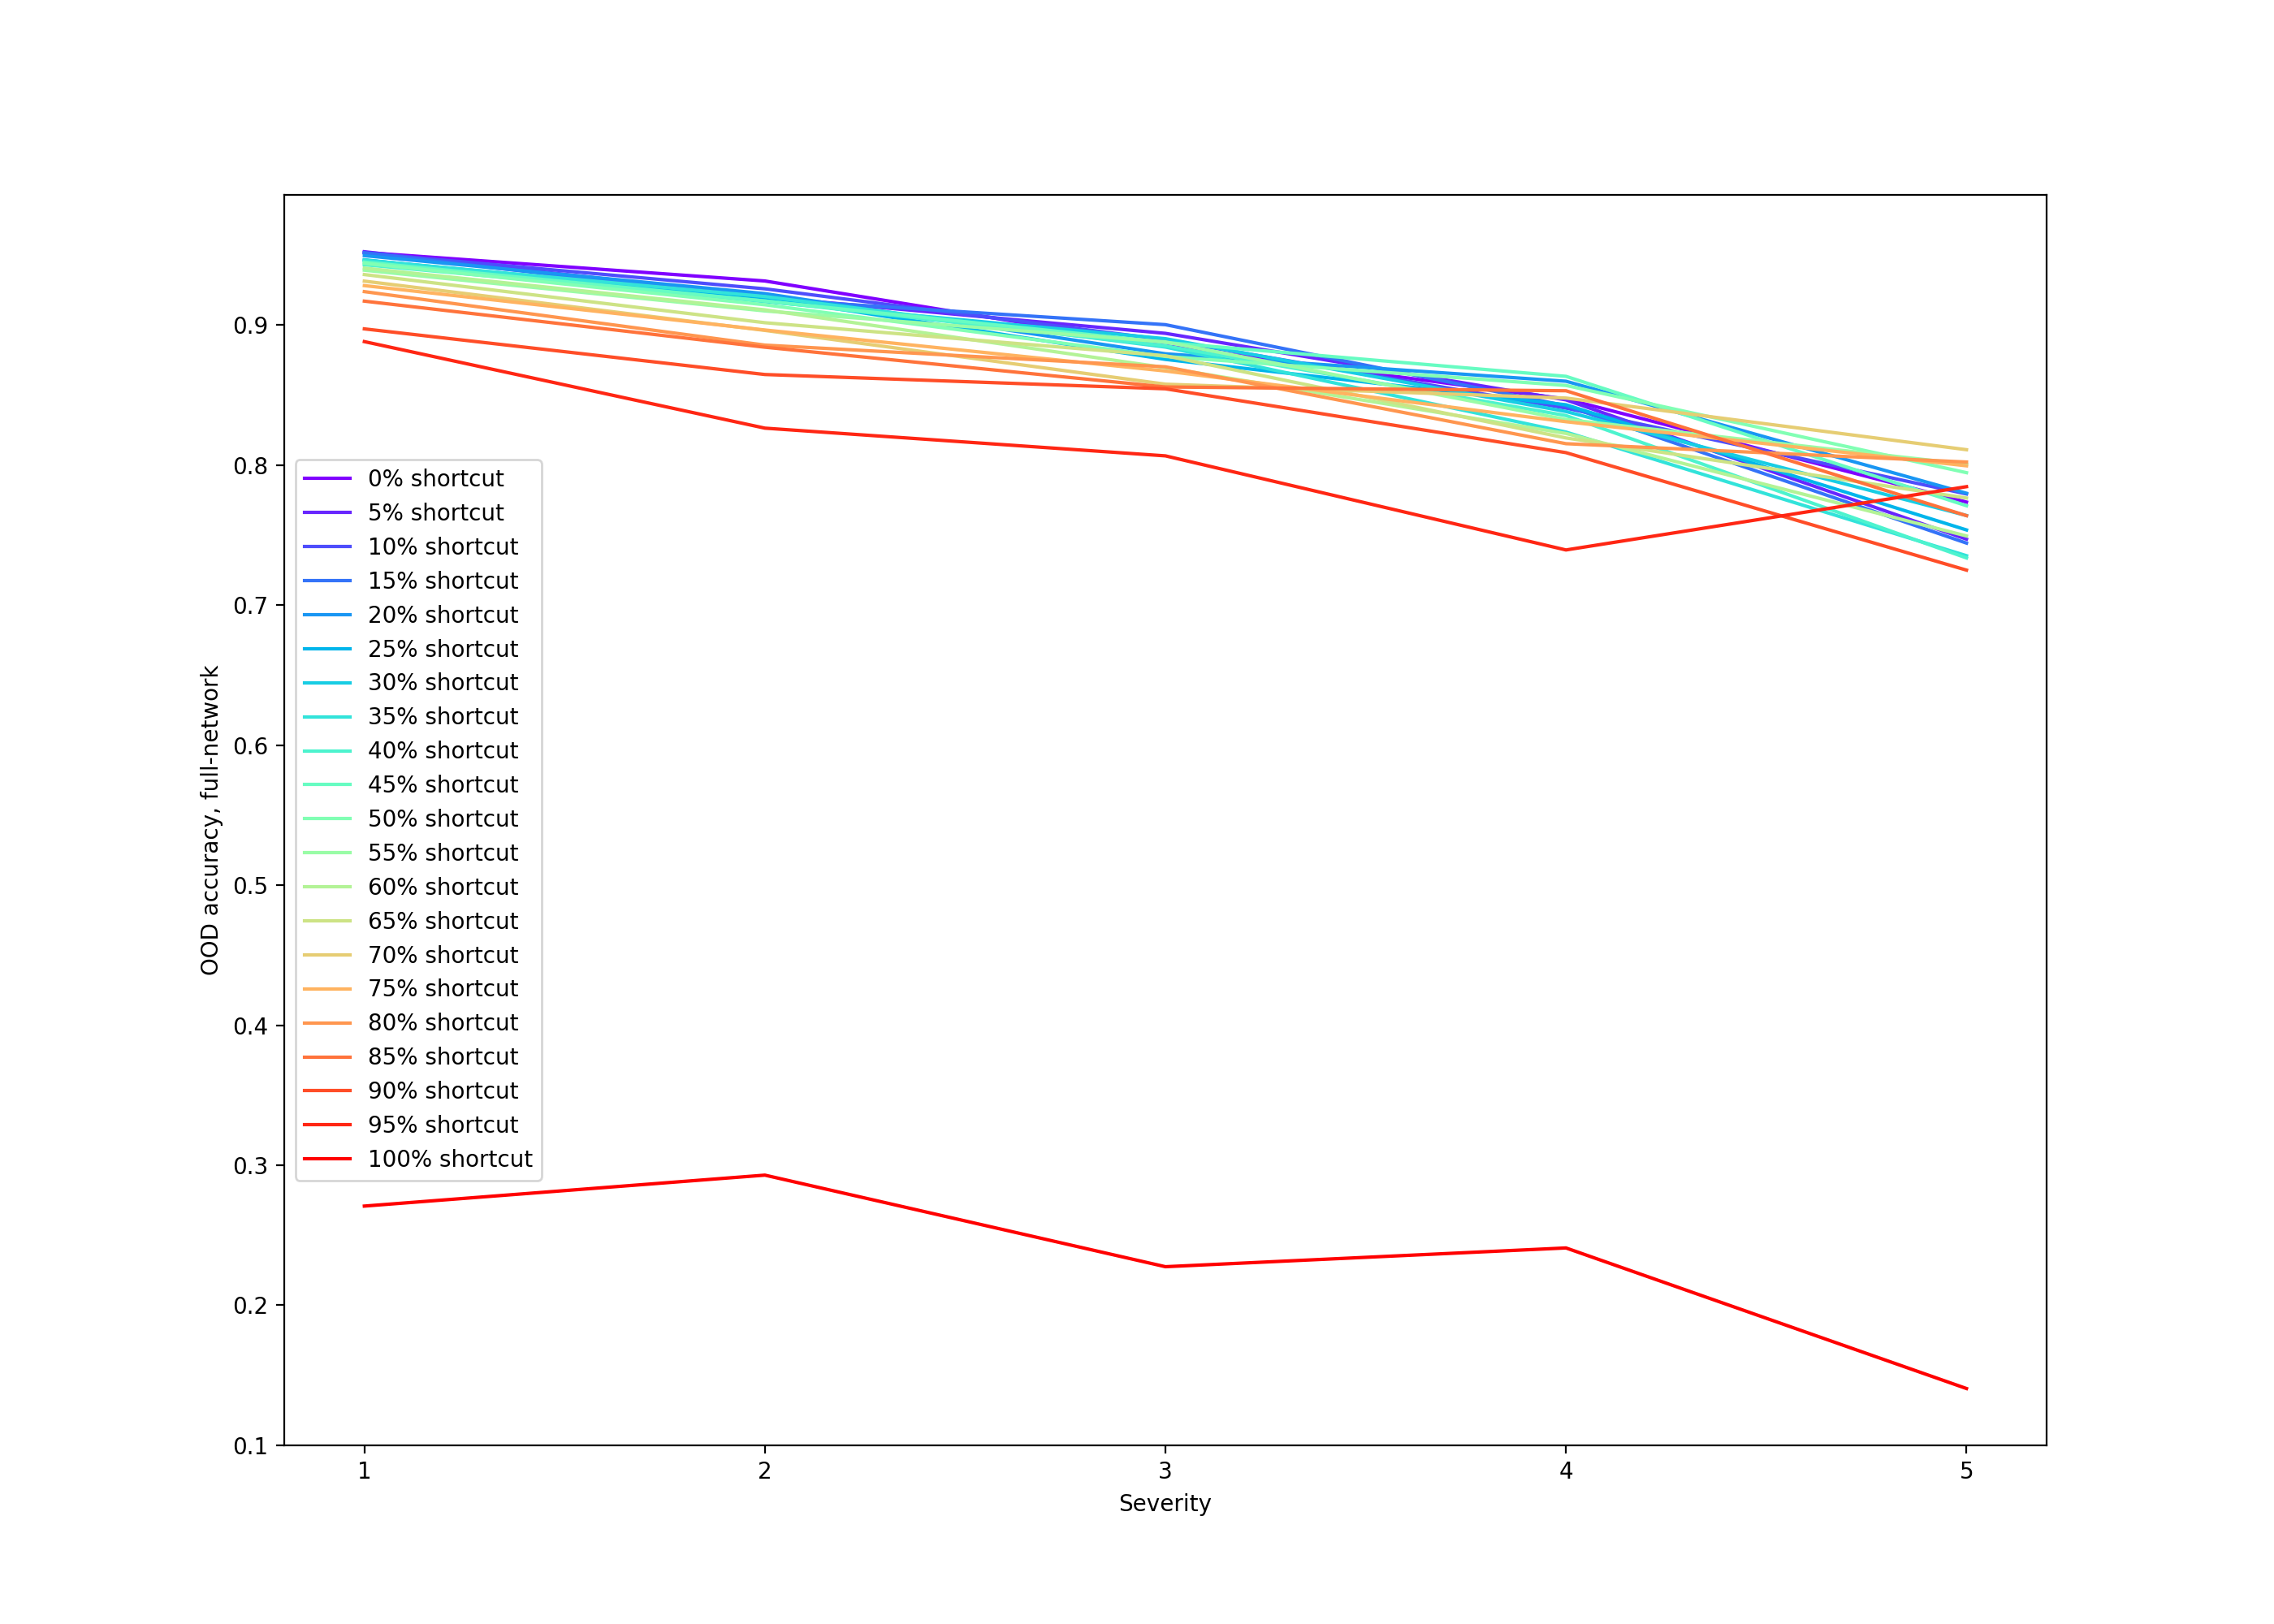 0.9
0.8
0.7
0.6
0.5
0.4
0.3
0.2
0.1
OOD accuracy, full-network
0% shortcut
5% shortcut
10% shortcut
15% shortcut
20% shortcut
25% shortcut
30% shortcut
35% shortcut
40% shortcut
45% shortcut
50% shortcut
55% shortcut
60% shortcut
65% shortcut
70% shortcut
75% shortcut
80% shortcut
85% shortcut
90% shortcut
95% shortcut
100% shortcut
1 2 3 4 5
Severity